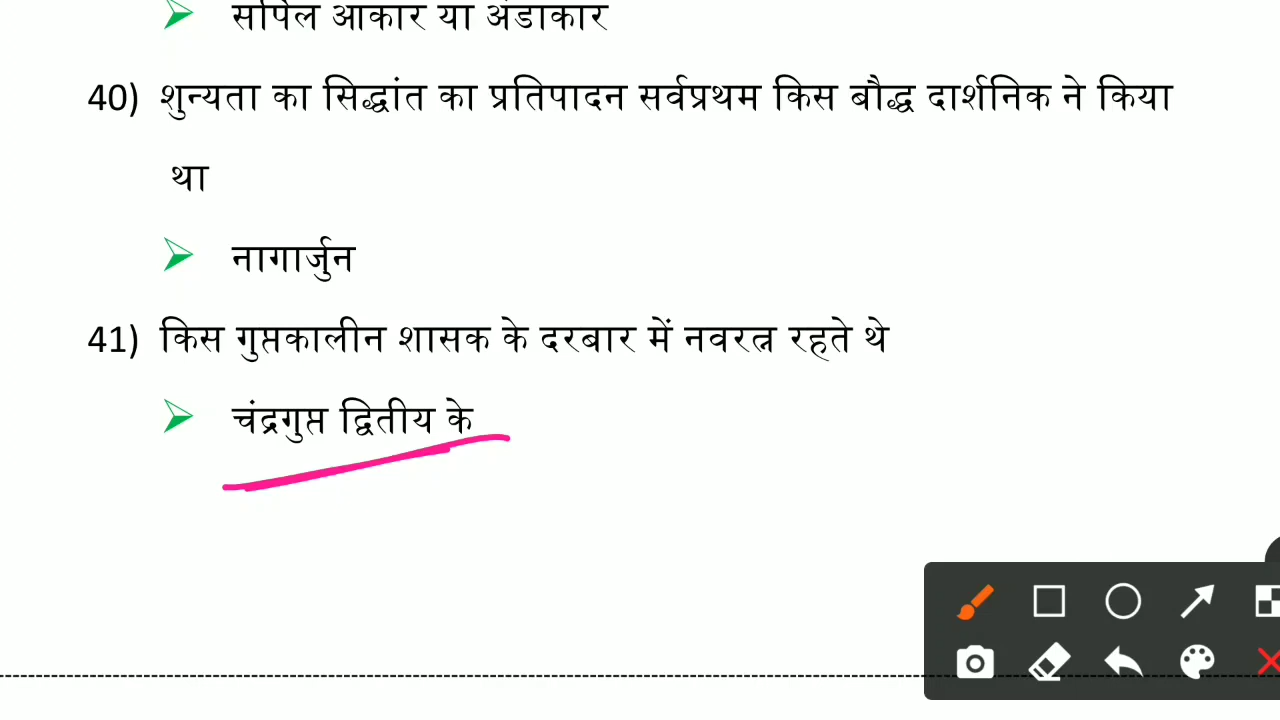 सर्पिल आकार या अंडाकार
40) शुन्यता का सिद्धांत का प्रतिपादन सर्वप्रथम किस बौद्ध दार्शनिक ने किया
था
नागार्जुन
41) किस गुप्तकालीन शासक के दरबार में नवरत्न रहते थे
चंद्रगुप्त द्वितीय के